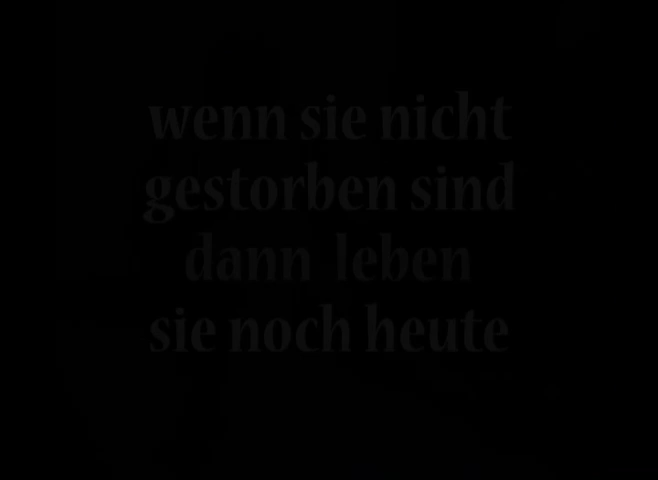 wenn sie nicht
gestorben sind
dann leben
sie noch heute